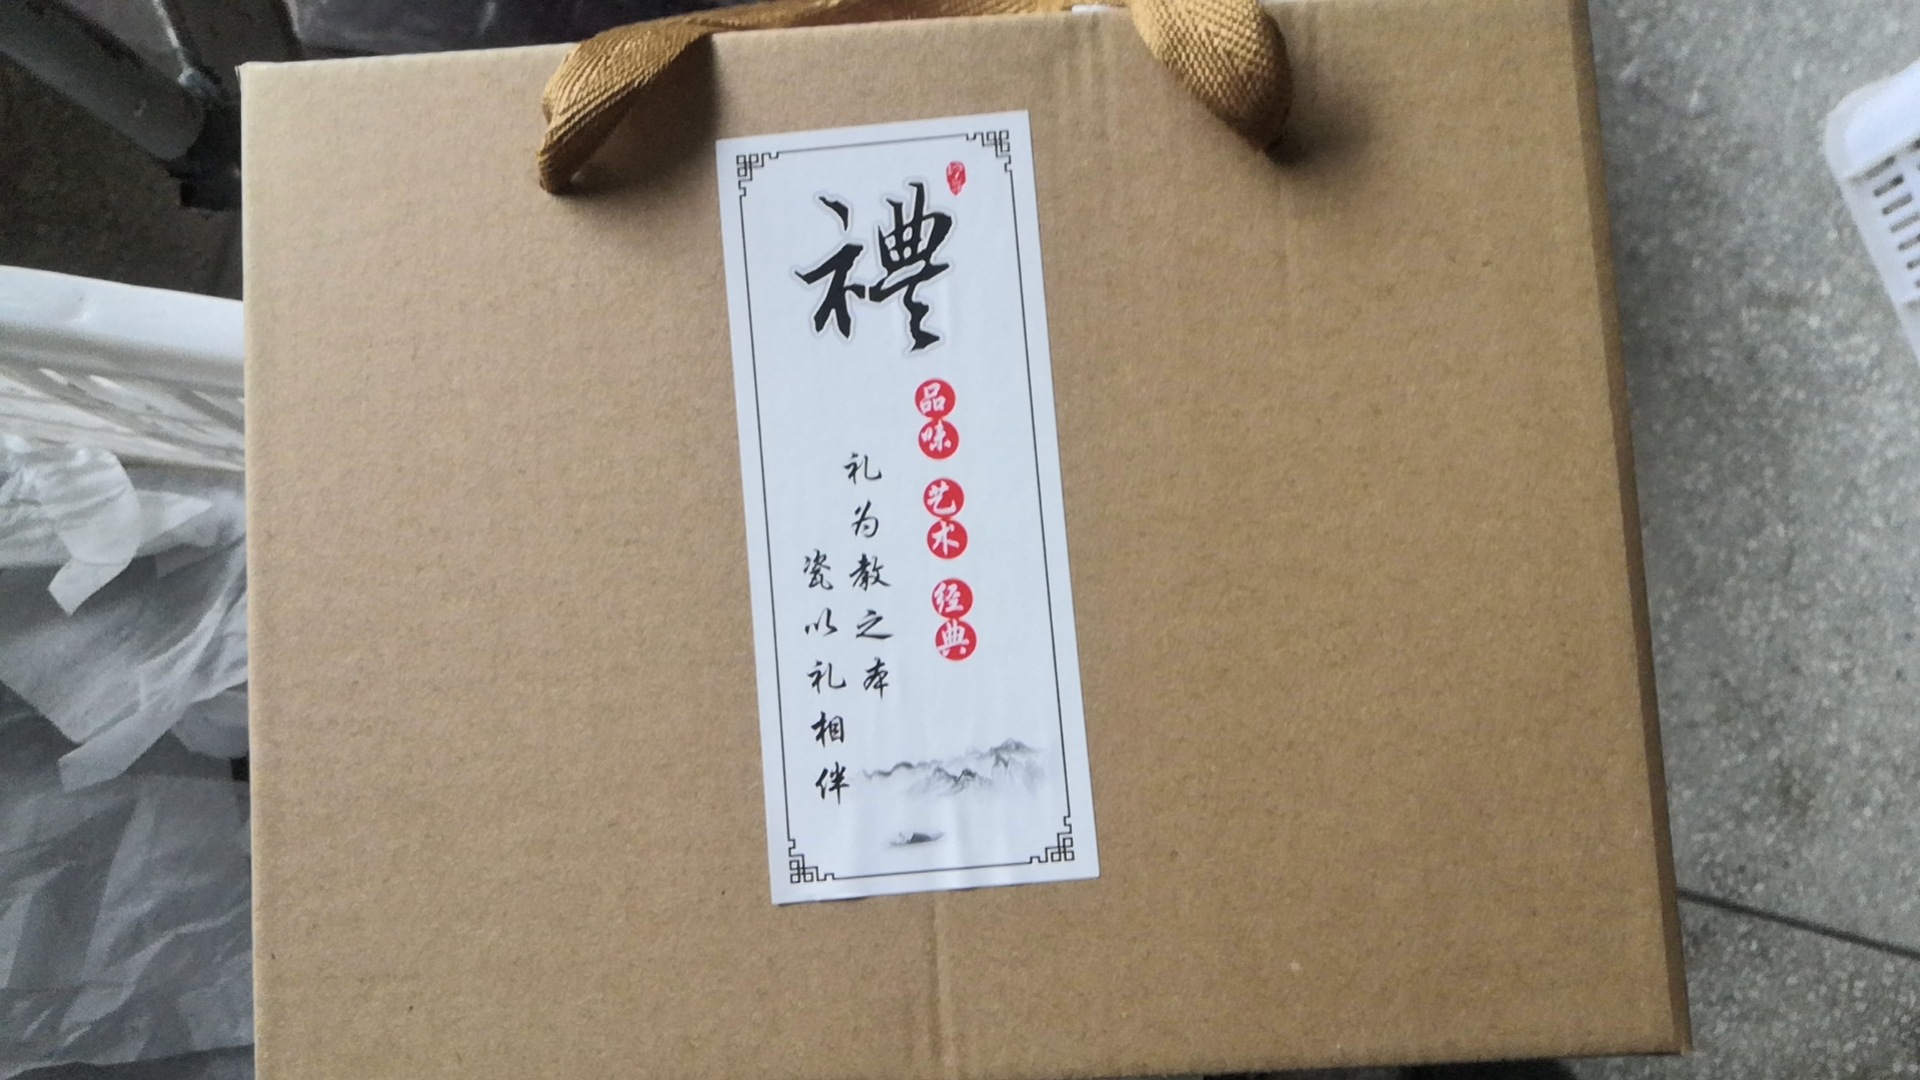 禮
品味 艺术 经典
礼为教之本
瓷以礼相伴